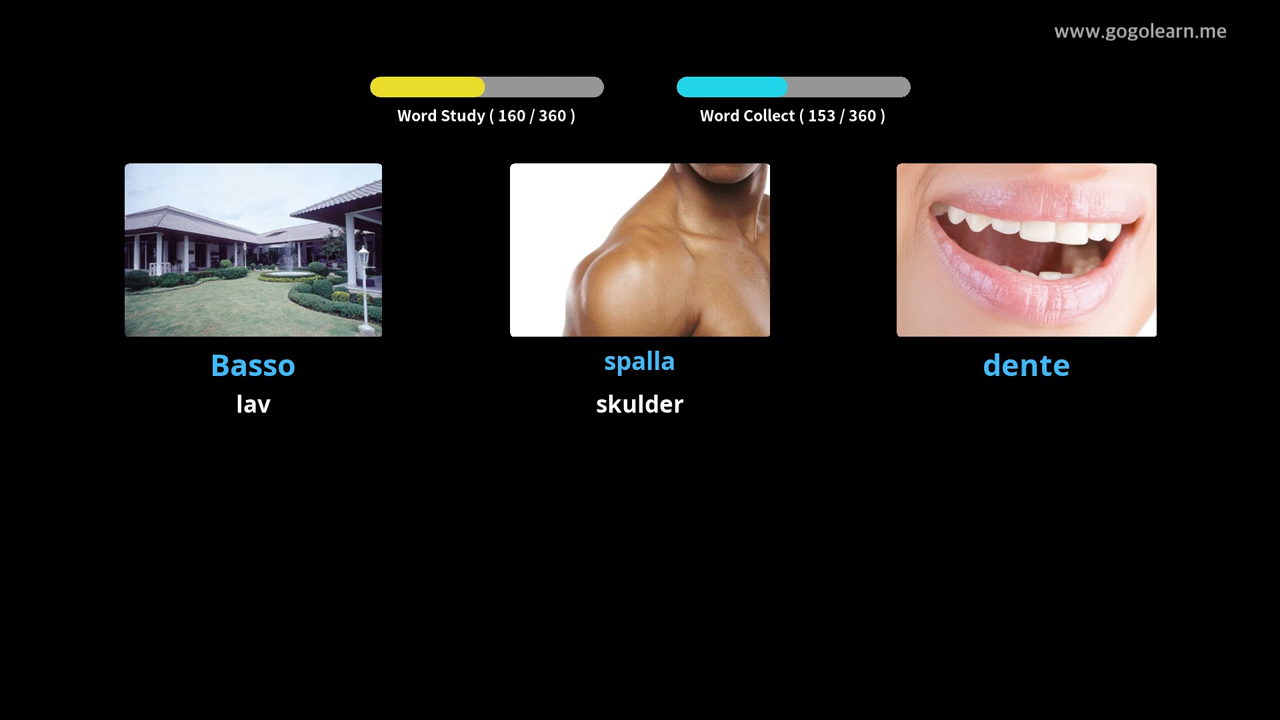 www.gogolearn.me
Word Study ( 160 / 360 )
Word Collect ( 153 / 360 )
Basso
lav
spalla
skulder
dente